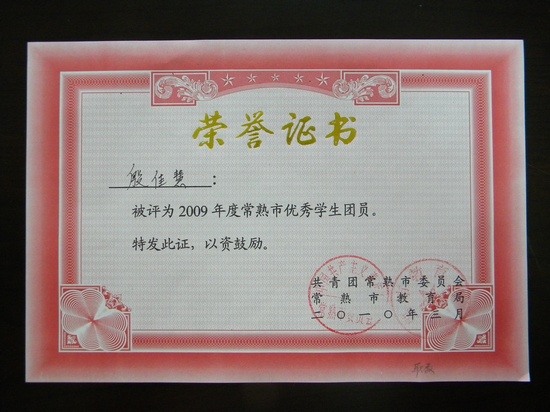 荣誉证书
殷佳慧：
被评为2009年度常熟市优秀学生团员。
特发此证，以资鼓励。
共青团常熟市委员会
常熟市教育局
二〇一〇年三月